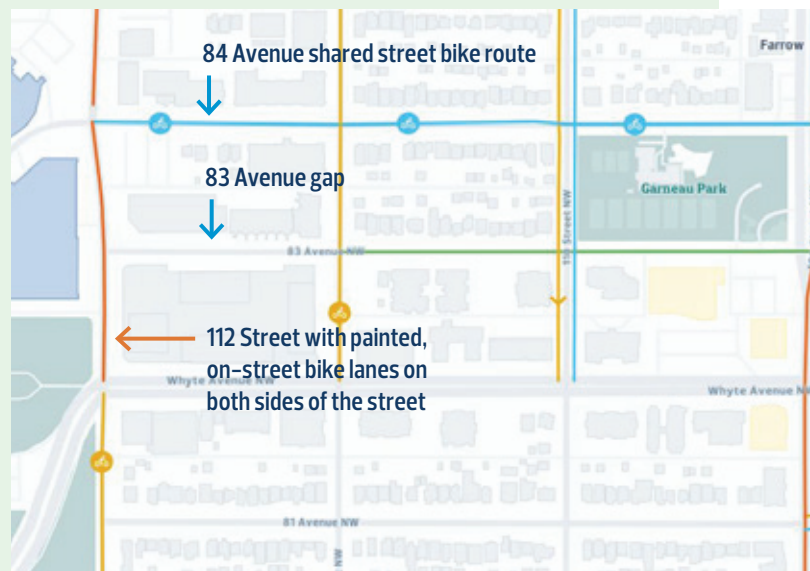 84 Avenue shared street bike route
Farrow
83 Avenue gap
Garneau Park
110 Street NW
83 Avenue NW
112 Street with painted,
on-street bike lanes on
both sides of the street
Whyte Avenue NW
Whyte Avenue N
81 Avenue NW
NW